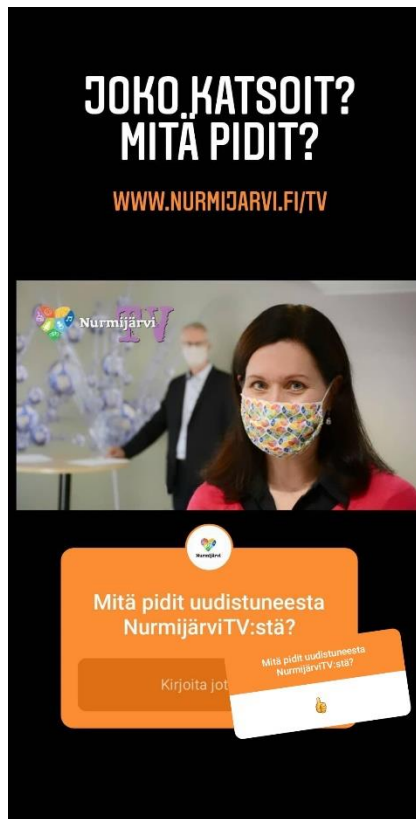 JOKO KATSOIT?
MITÄ PIDIT?
WWW.NURMIJARVI.FI/TV
Nurmijärvi TV
Nurmijärvi
Mitä pidit uudistuneesta
NurmijärviTV:stä?
Kirjoita jot
Mitä pidit uudistuneesta
NurmijärviTV:stä?